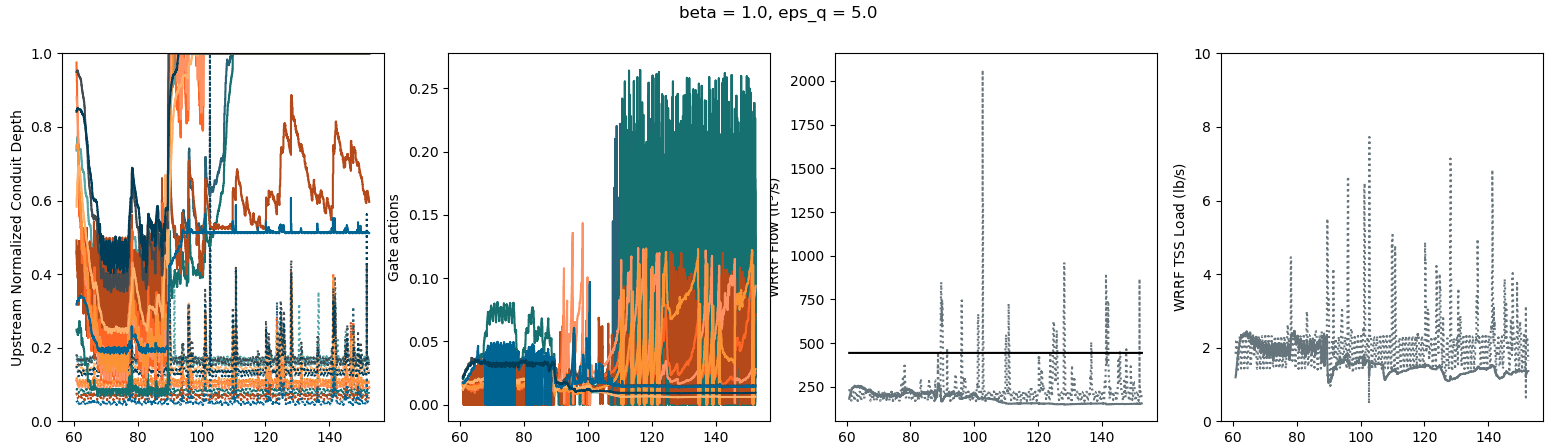 beta = 1.0, eps_q = 5.0
Upstream Normalized Conduit Depth
1.0
0.8
0.6
0.4
0.2
0.0
60 80 100 120 140
Gate actions
0.25
0.20
0.15
0.10
0.05
0.00
60 80 100 120 140
WRRF Flow (ft³/s)
2000
1750
1500
1250
1000
750
500
250
60 80 100 120 140
WRRF TSS Load (lb/s)
10
8
6
4
2
0
60 80 100 120 140